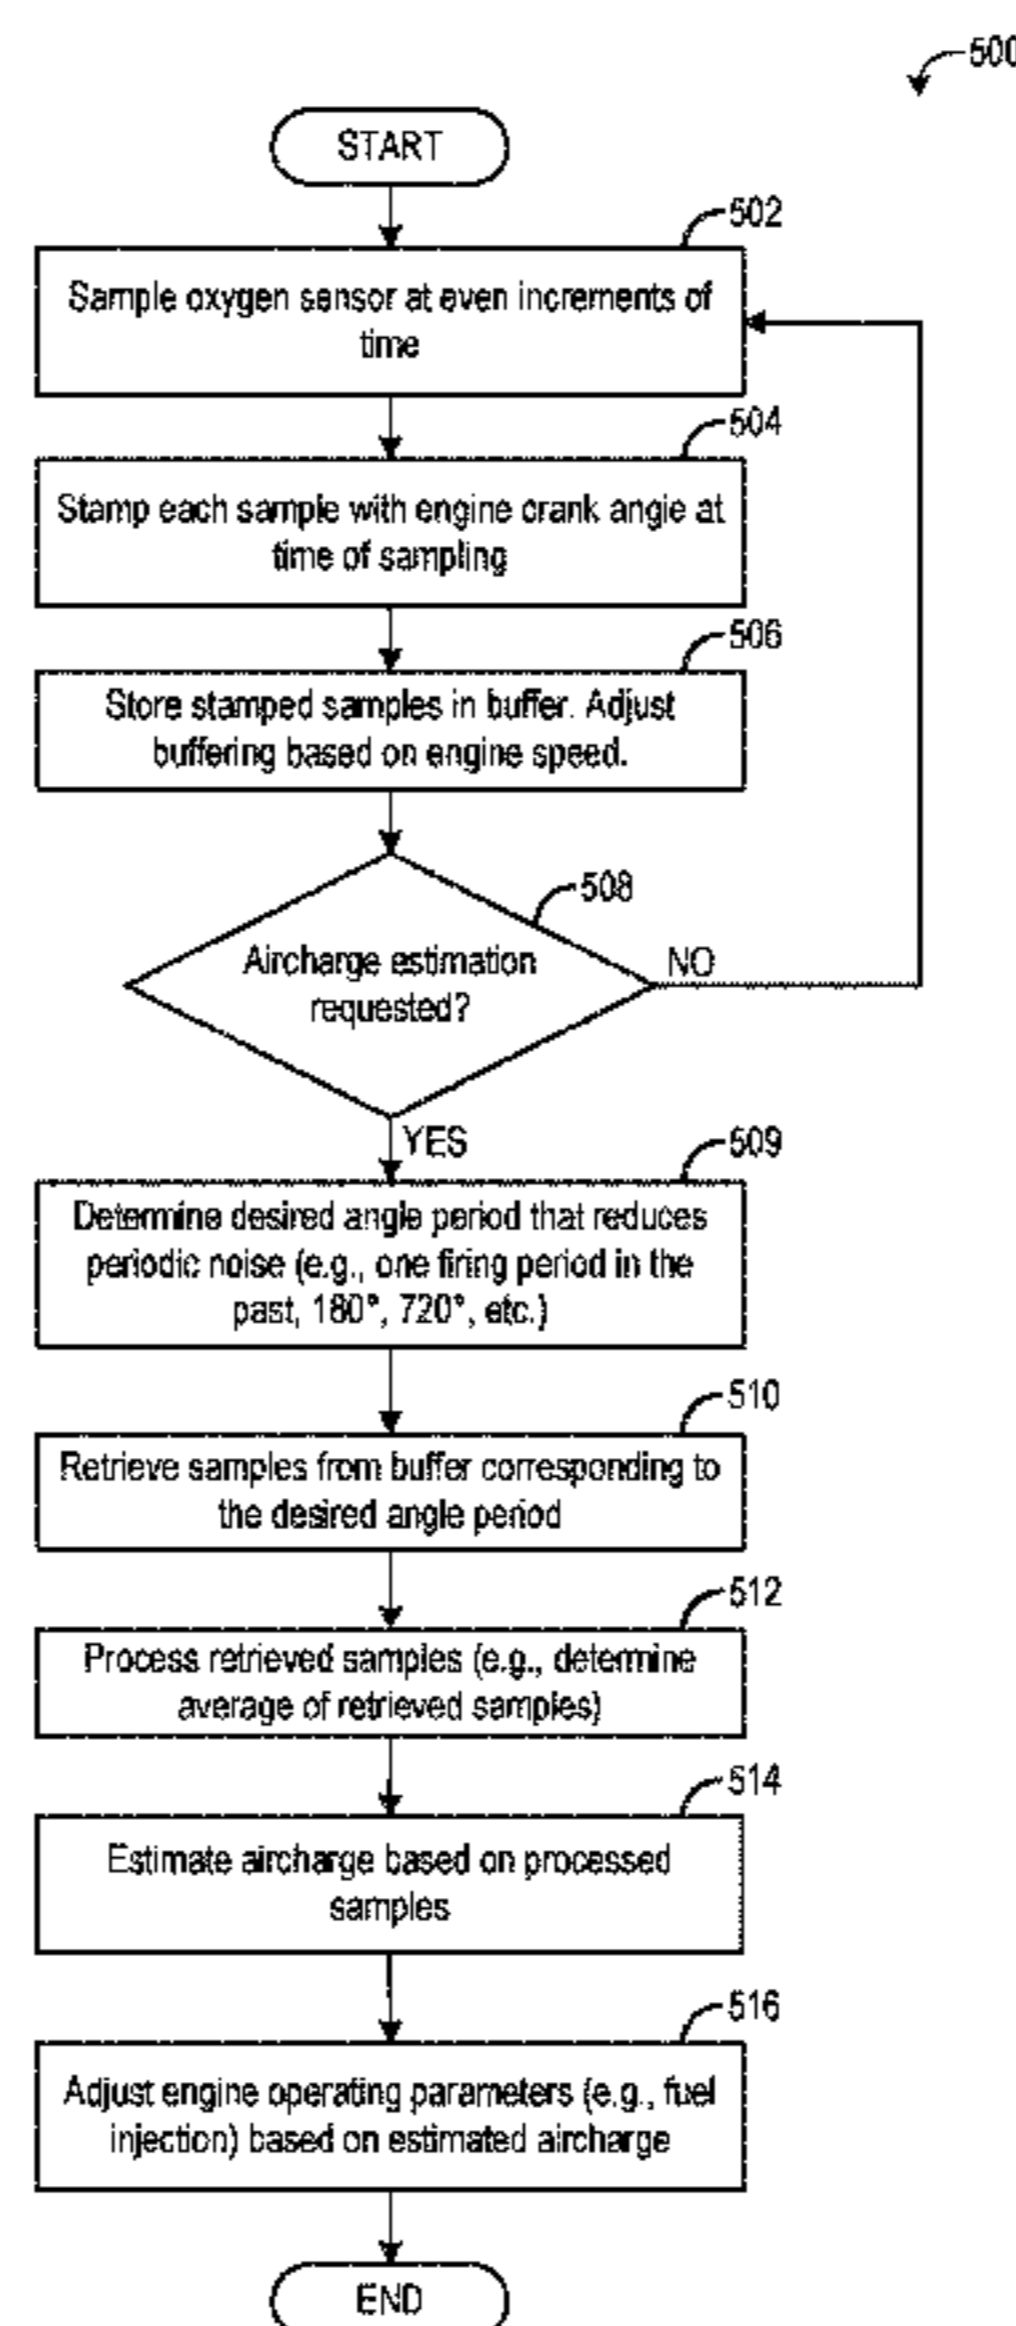 500
START
502
Sample oxygen sensor at even increments of
time
504
Stamp each sample with engine crank angle at
time of sampling
506
Store stamped samples in buffer. Adjust
buffering based on engine speed.
508
Aircharge estimation
requested?
NO
YES
509
Determine desired angle period that reduces
periodic noise (e.g., one firing period in the
past, 180°, 720°, etc.)
510
Retrieve samples from buffer corresponding to
the desired angle period
512
Process retrieved samples (e.g., determine
average of retrieved samples)
514
Estimate aircharge based on processed
samples
516
Adjust engine operating parameters (e.g., fuel
injection) based on estimated aircharge
END